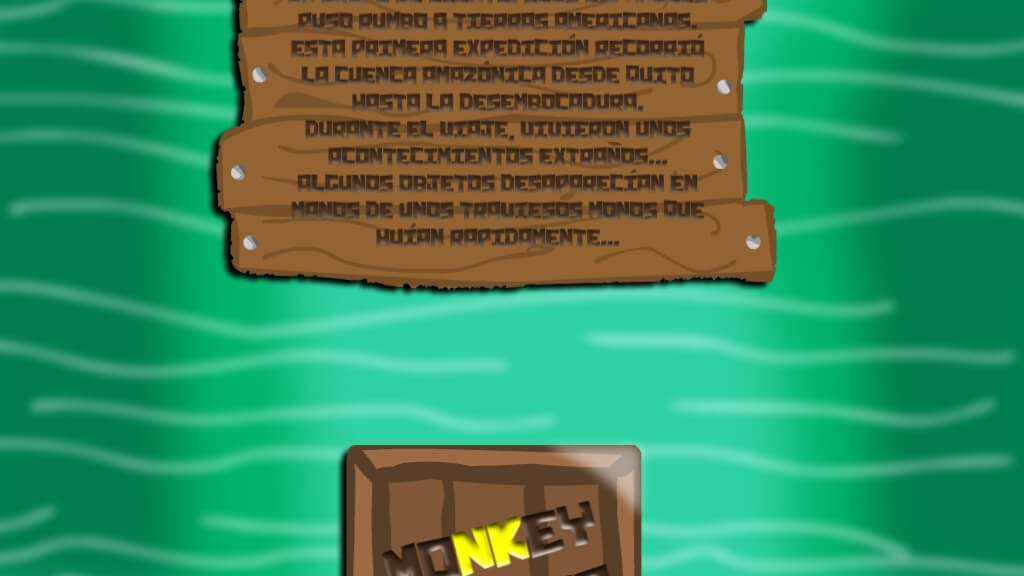 PUSO RUMBO A TIERRAS AMERICANAS.
ESTA PRIMERA EXPEDICIÓN RECORRIÓ
LA CUENCA AMAZÓNICA DESDE QUITO
HASTA LA DESEMBOCADURA.
DURANTE EL VIAJE, VIVIERON UNOS
ACONTECIMIENTOS EXTRAÑOS...
ALGUNOS OBJETOS DESAPARECÍAN EN
MANOS DE UNOS TRAVIESOS MONOS QUE
HUÍAN RAPIDAMENTE...
MONKEY